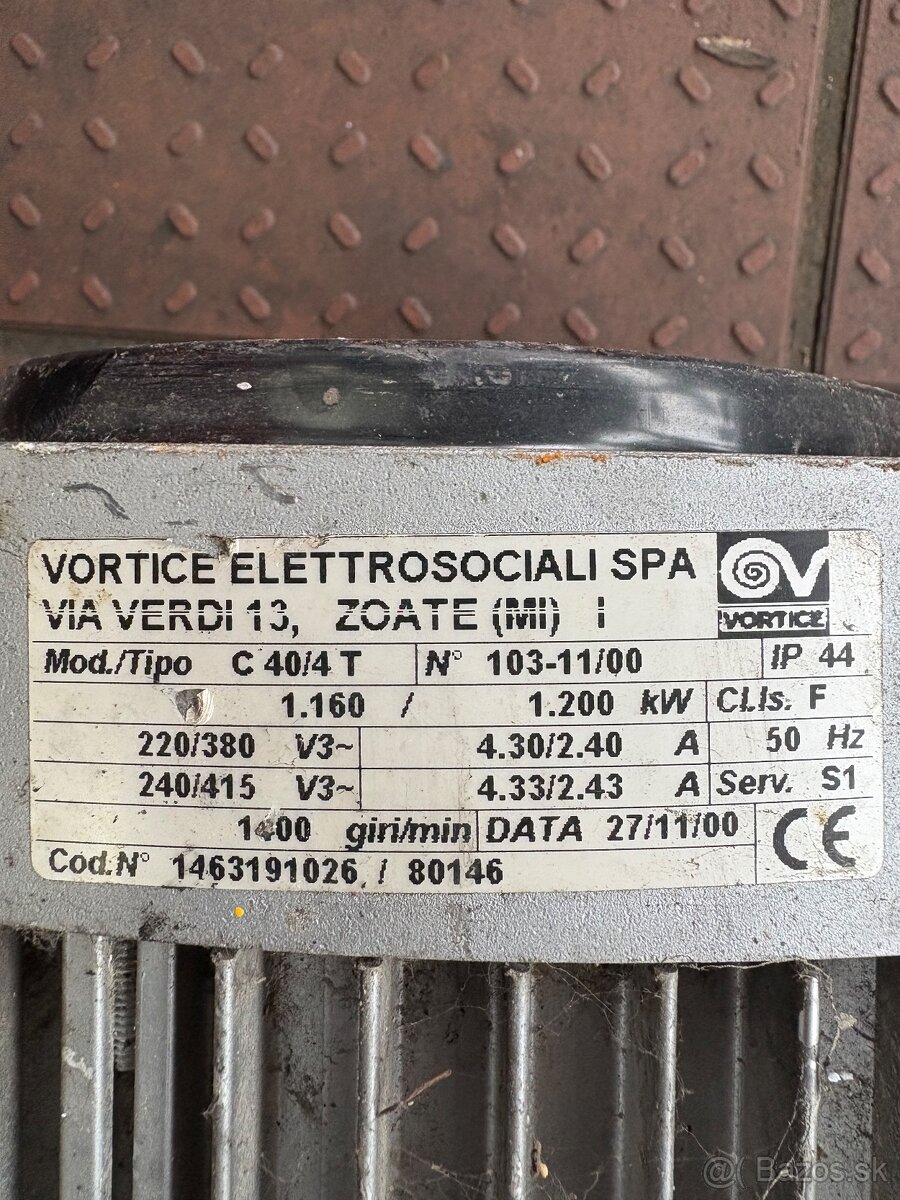 VORTICE ELETTROSOCIALI SPA
VIA VERDI 13, ZOATE (MI) I
VORTICE
Mod./Tipo C 40/4 T N° 103-11/00 IP 44
1.160 / 1.200 kW Cl.Is. F
220/380 V3~ 4.30/2.40 A 50 Hz
240/415 V3~ 4.33/2.43 A Serv. S1
1400 giri/min DATA 27/11/00 CE
Cod.N° 1463191026 / 80146
@ Bazos.sk